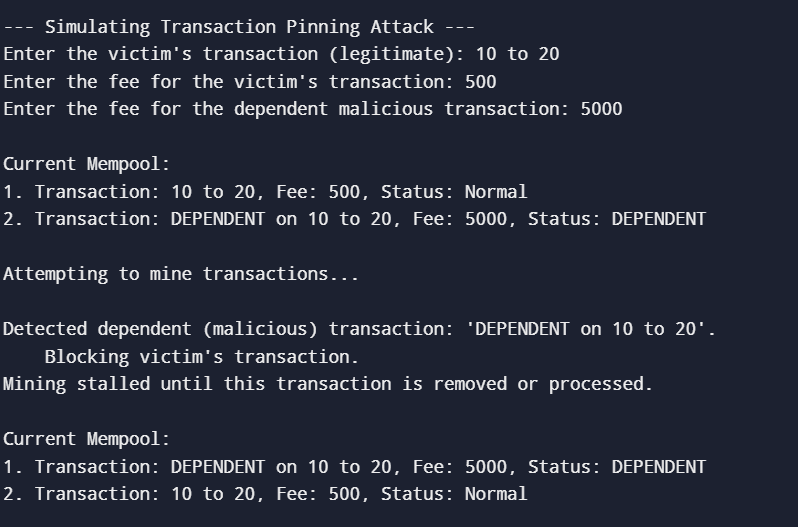 --- Simulating Transaction Pinning Attack ---
Enter the victim's transaction (legitimate): 10 to 20
Enter the fee for the victim's transaction: 500
Enter the fee for the dependent malicious transaction: 5000
Current Mempool:
1. Transaction: 10 to 20, Fee: 500, Status: Normal
2. Transaction: DEPENDENT on 10 to 20, Fee: 5000, Status: DEPENDENT
Attempting to mine transactions...
Detected dependent (malicious) transaction: 'DEPENDENT on 10 to 20'.
Blocking victim's transaction.
Mining stalled until this transaction is removed or processed.
Current Mempool:
1. Transaction: DEPENDENT on 10 to 20, Fee: 5000, Status: DEPENDENT
2. Transaction: 10 to 20, Fee: 500, Status: Normal